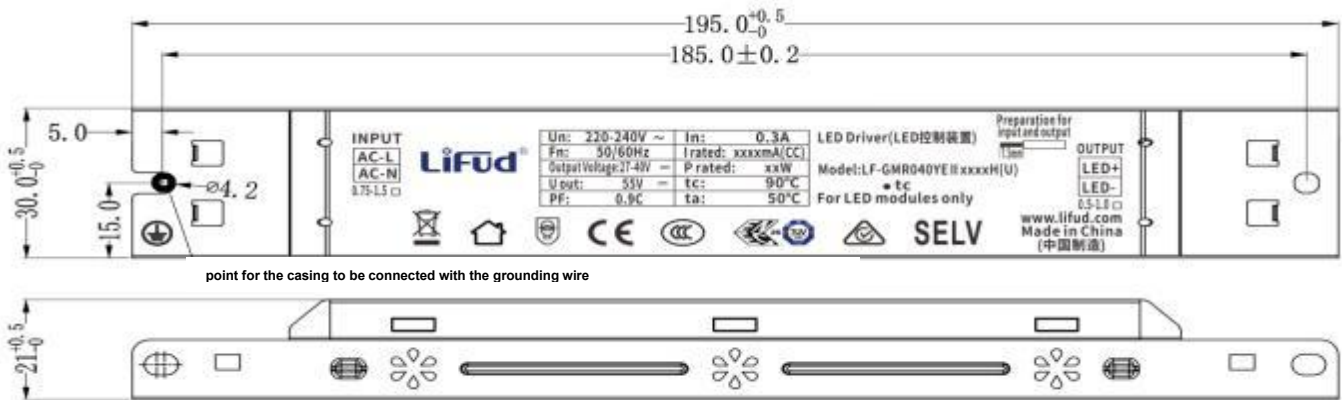 195.0+0.5 -0
185.0±0.2
5.0
30.0+0.5 -0
15.0
⌀4.2
INPUT
AC-L
AC-N
0.75-1.5 □
LiFud®
Un: 220-240V ~ In: 0.3A
Fn: 50/60Hz I rated: xxxxmA(CC)
Output Voltage:27-40V ⎓ P rated: xxW
U out: 55V ⎓ tc: 90℃
PF: 0.9C ta: 50℃
LED Driver(LED控制装置)
Model:LF-GMR040YEⅡxxxxH(U)
• tc
For LED modules only
Preparation for
input and output
OUTPUT
LED+
LED-
0.5-1.0 □
www.lifud.com
Made in China
(中国制造)
CE
CCC
TÜV
SELV
point for the casing to be connected with the grounding wire
21+0.5 -0